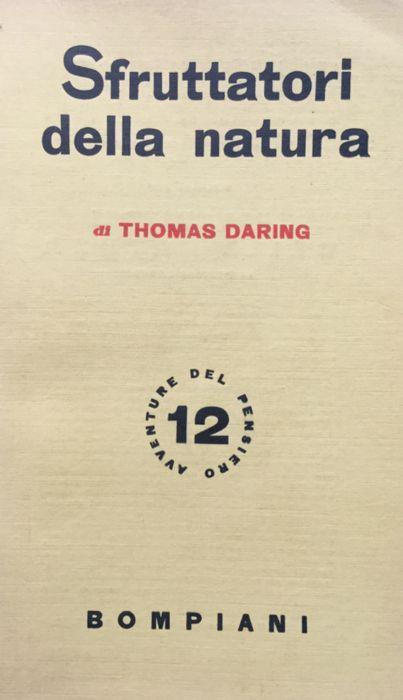 Sfruttatori
della natura
di THOMAS DARING
AVVENTURE DEL PENSIERO
12
BOMPIANI